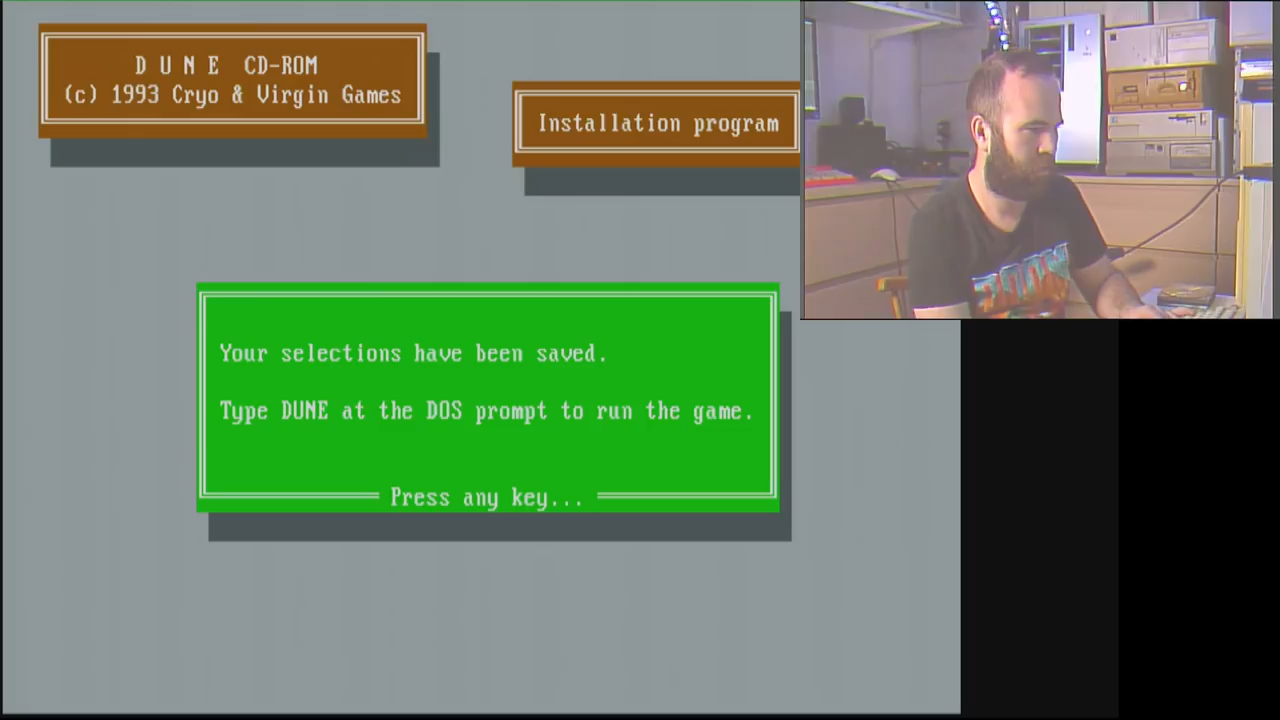 D U N E CD-ROM
(c) 1993 Cryo & Virgin Games
Installation program
Your selections have been saved.
Type DUNE at the DOS prompt to run the game.
Press any key...